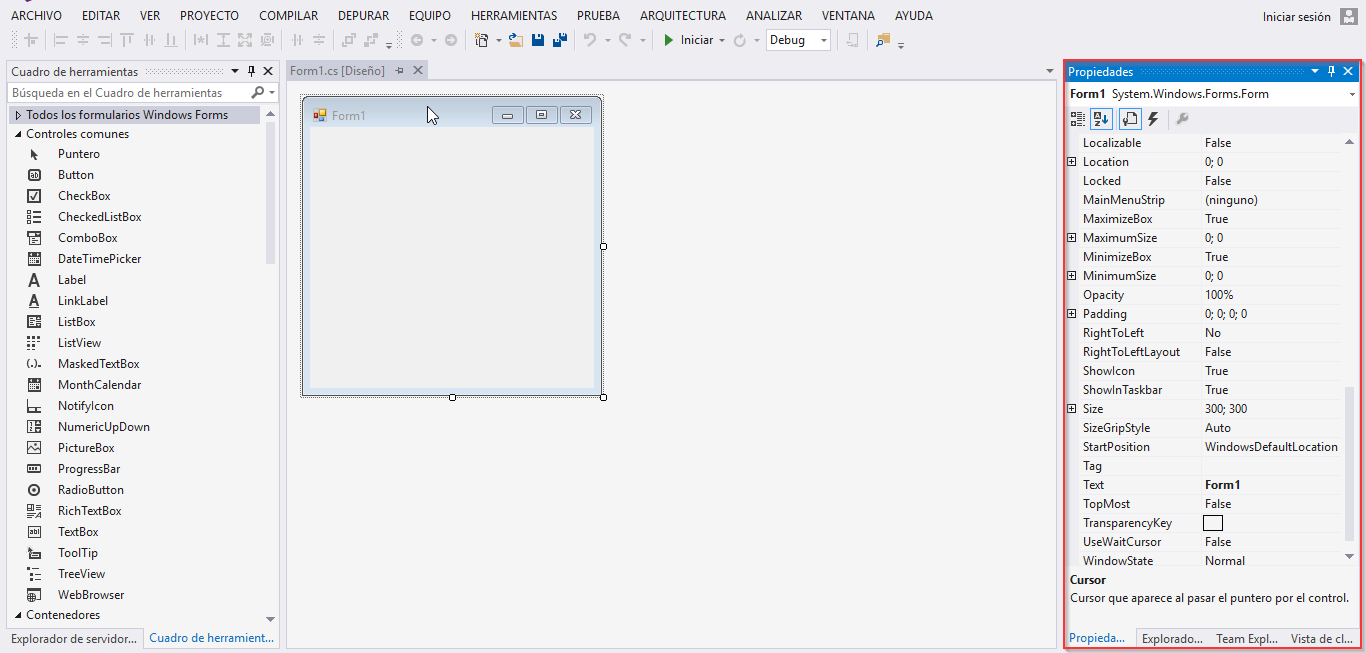 ARCHIVO EDITAR VER PROYECTO COMPILAR DEPURAR EQUIPO HERRAMIENTAS PRUEBA ARQUITECTURA ANALIZAR VENTANA AYUDA Iniciar sesión
Iniciar Debug
Cuadro de herramientas
Búsqueda en el Cuadro de herramientas
Todos los formularios Windows Forms
Controles comunes
Puntero
Button
CheckBox
CheckedListBox
ComboBox
DateTimePicker
Label
LinkLabel
ListBox
ListView
MaskedTextBox
MonthCalendar
NotifyIcon
NumericUpDown
PictureBox
ProgressBar
RadioButton
RichTextBox
TextBox
ToolTip
TreeView
WebBrowser
Contenedores
Explorador de servidor... Cuadro de herramient...
Form1.cs [Diseño]
Form1
Propiedades
Form1 System.Windows.Forms.Form
Localizable False
Location 0; 0
Locked False
MainMenuStrip (ninguno)
MaximizeBox True
MaximumSize 0; 0
MinimizeBox True
MinimumSize 0; 0
Opacity 100%
Padding 0; 0; 0; 0
RightToLeft No
RightToLeftLayout False
ShowIcon True
ShowInTaskbar True
Size 300; 300
SizeGripStyle Auto
StartPosition WindowsDefaultLocation
Tag
Text Form1
TopMost False
TransparencyKey
UseWaitCursor False
WindowState Normal
Cursor
Cursor que aparece al pasar el puntero por el control.
Propieda... Explorado... Team Expl... Vista de cl...